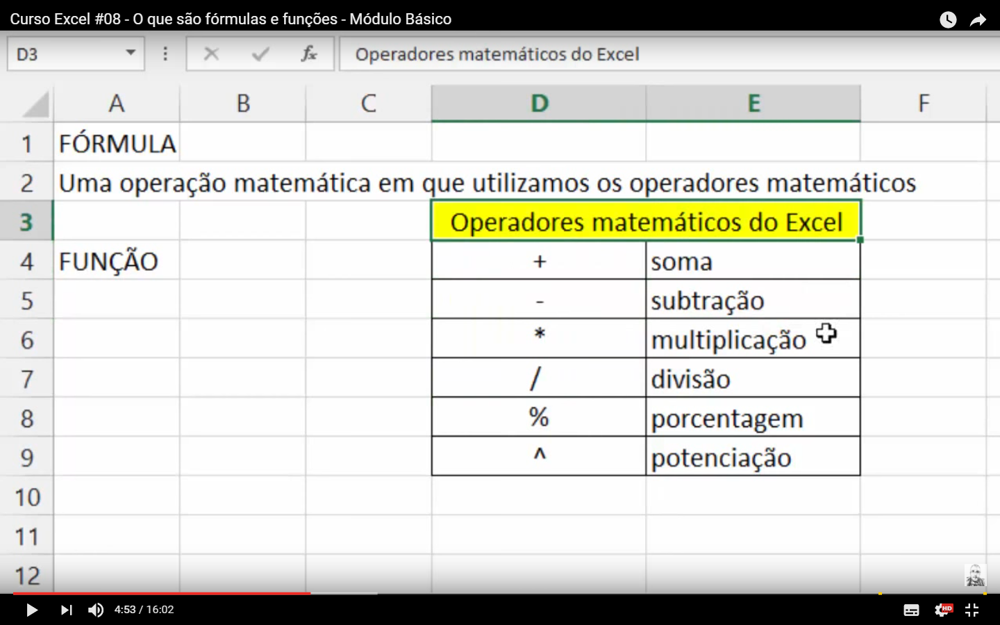 Curso Excel #08 - O que são fórmulas e funções - Módulo Básico
D3 fx Operadores matemáticos do Excel
A B C D E F
1 FÓRMULA
2 Uma operação matemática em que utilizamos os operadores matemáticos
3 Operadores matemáticos do Excel
4 FUNÇÃO + soma
5 - subtração
6 * multiplicação
7 / divisão
8 % porcentagem
9 ^ potenciação
10
11
12
4:53 / 16:02 HD